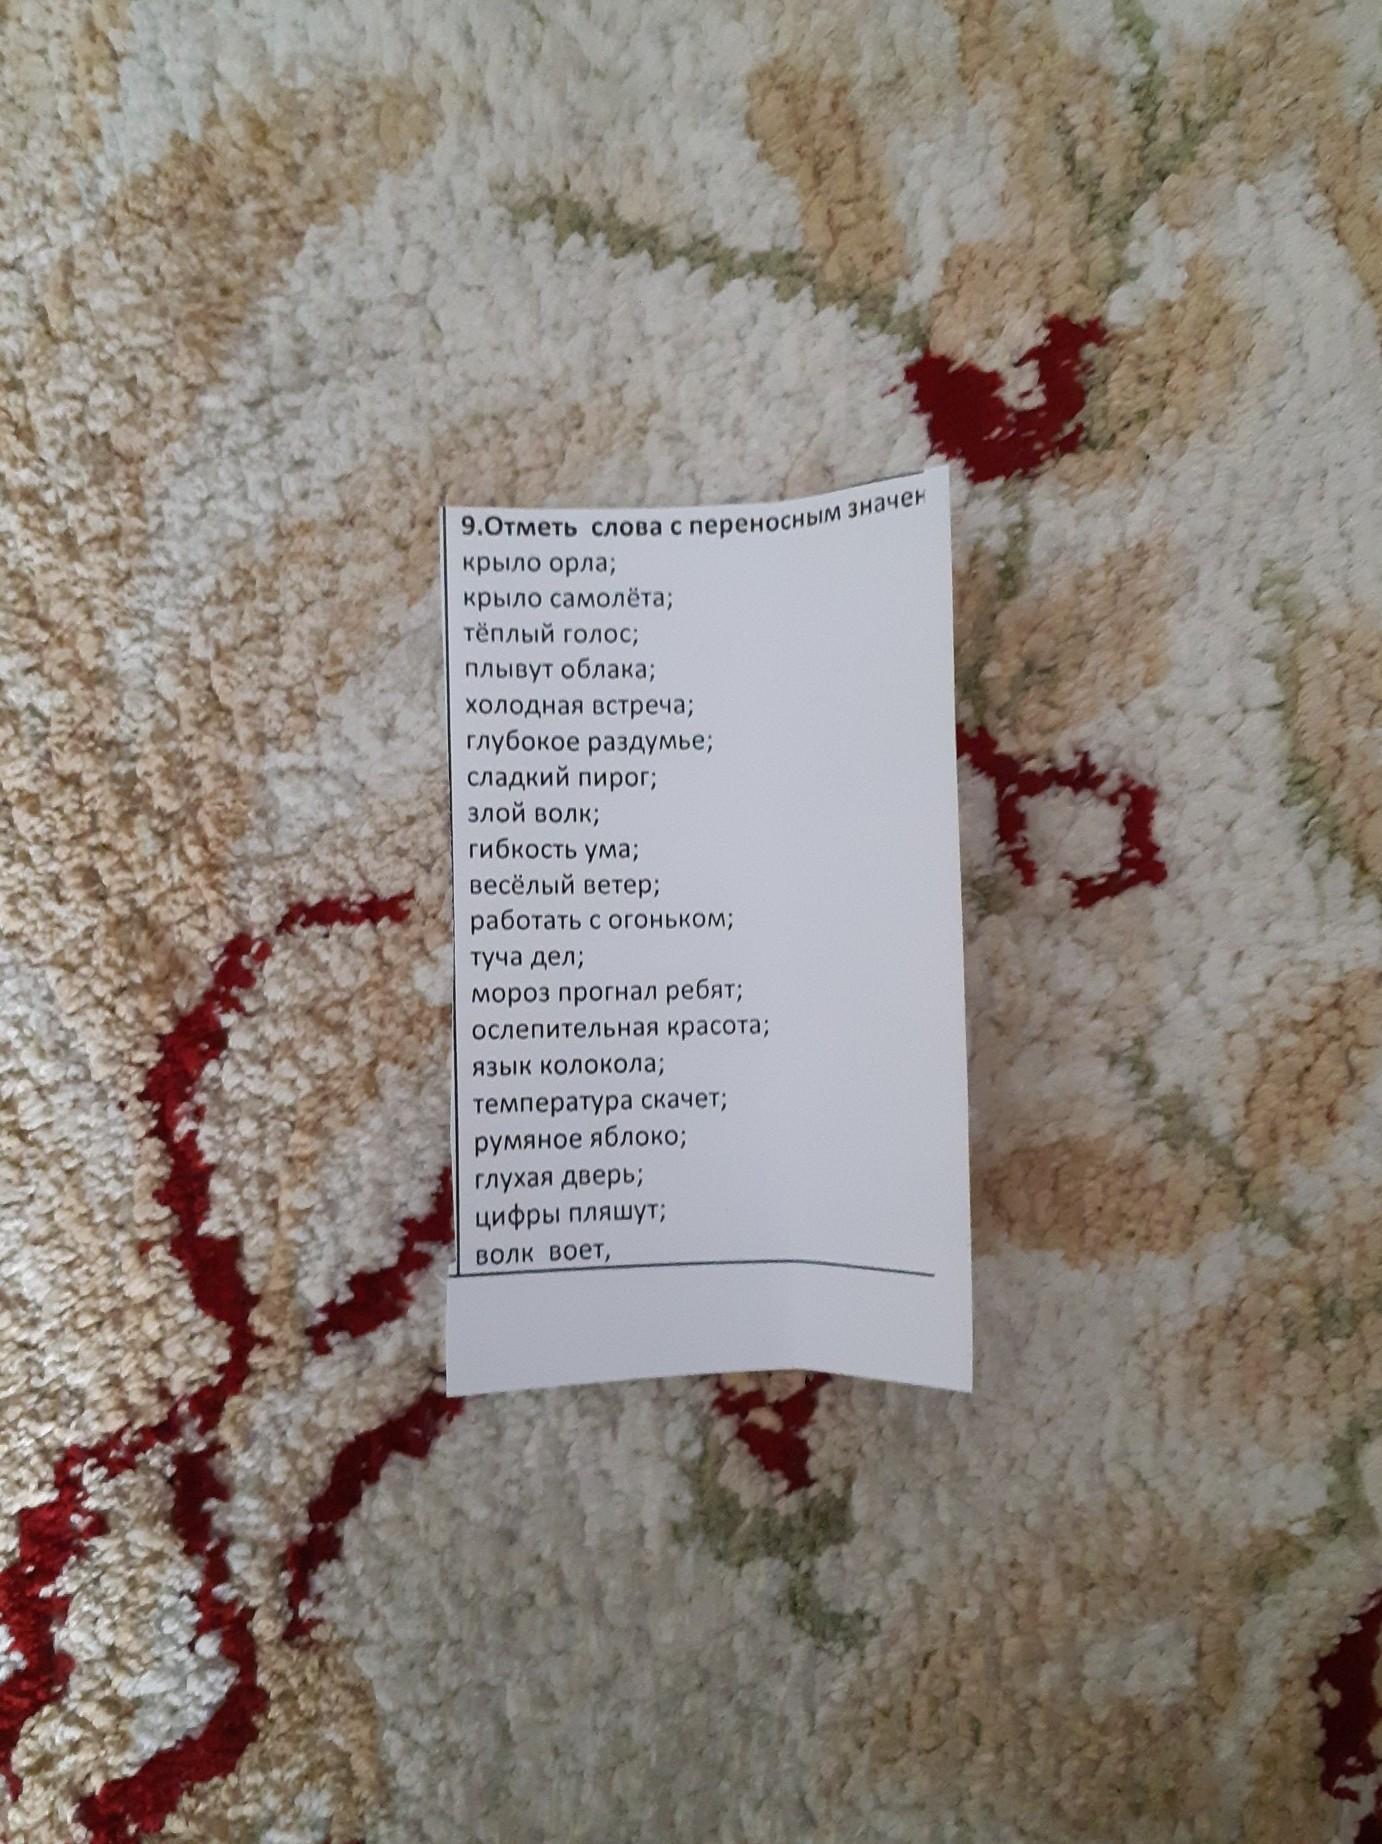 9.Отметь слова с переносным значен
крыло орла;
крыло самолёта;
тёплый голос;
плывут облака;
холодная встреча;
глубокое раздумье;
сладкий пирог;
злой волк;
гибкость ума;
весёлый ветер;
работать с огоньком;
туча дел;
мороз прогнал ребят;
ослепительная красота;
язык колокола;
температура скачет;
румяное яблоко;
глухая дверь;
цифры пляшут;
волк воет,